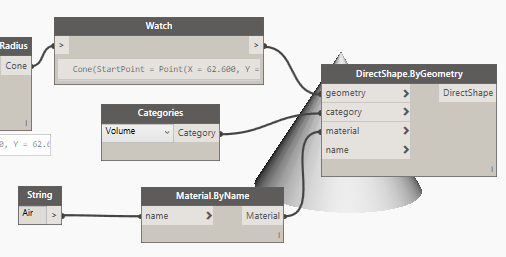 Radius
Cone >
0, Y = 62.6
Watch
> >
Cone(StartPoint = Point(X = 62.600, Y =
Categories
Volume Category
String
Air >
Material.ByName
name > Material
DirectShape.ByGeometry
geometry > DirectShape
category >
material >
name >